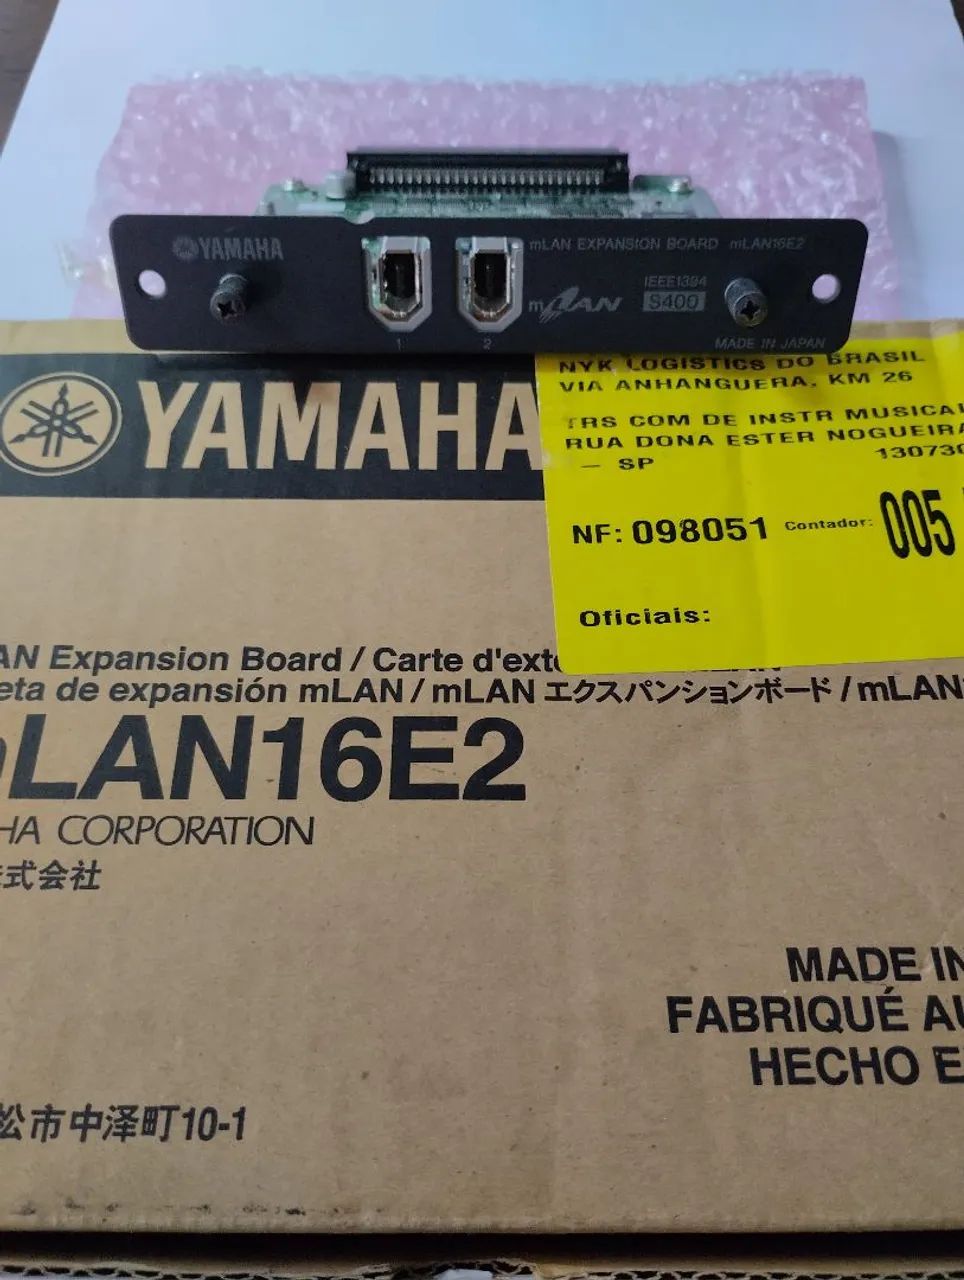 YAMAHA
mLAN EXPANSION BOARD mLAN16E2
mLAN
IEEE1394
S400
1 2
MADE IN JAPAN
YAMAHA
NYK LOGISTICS DO BRASIL
VIA ANHANGUERA, KM 26
TRS COM DE INSTR MUSICAI
RUA DONA ESTER NOGUEIRA
— SP 130730
NF: 098051 Contador: 005
Oficiais:
AN Expansion Board / Carte d'exte
eta de expansión mLAN / mLAN エクスパンションボード / mLAN
mLAN16E2
HA CORPORATION
式会社
MADE IN
FABRIQUÉ AU
HECHO E
松市中泽町10-1